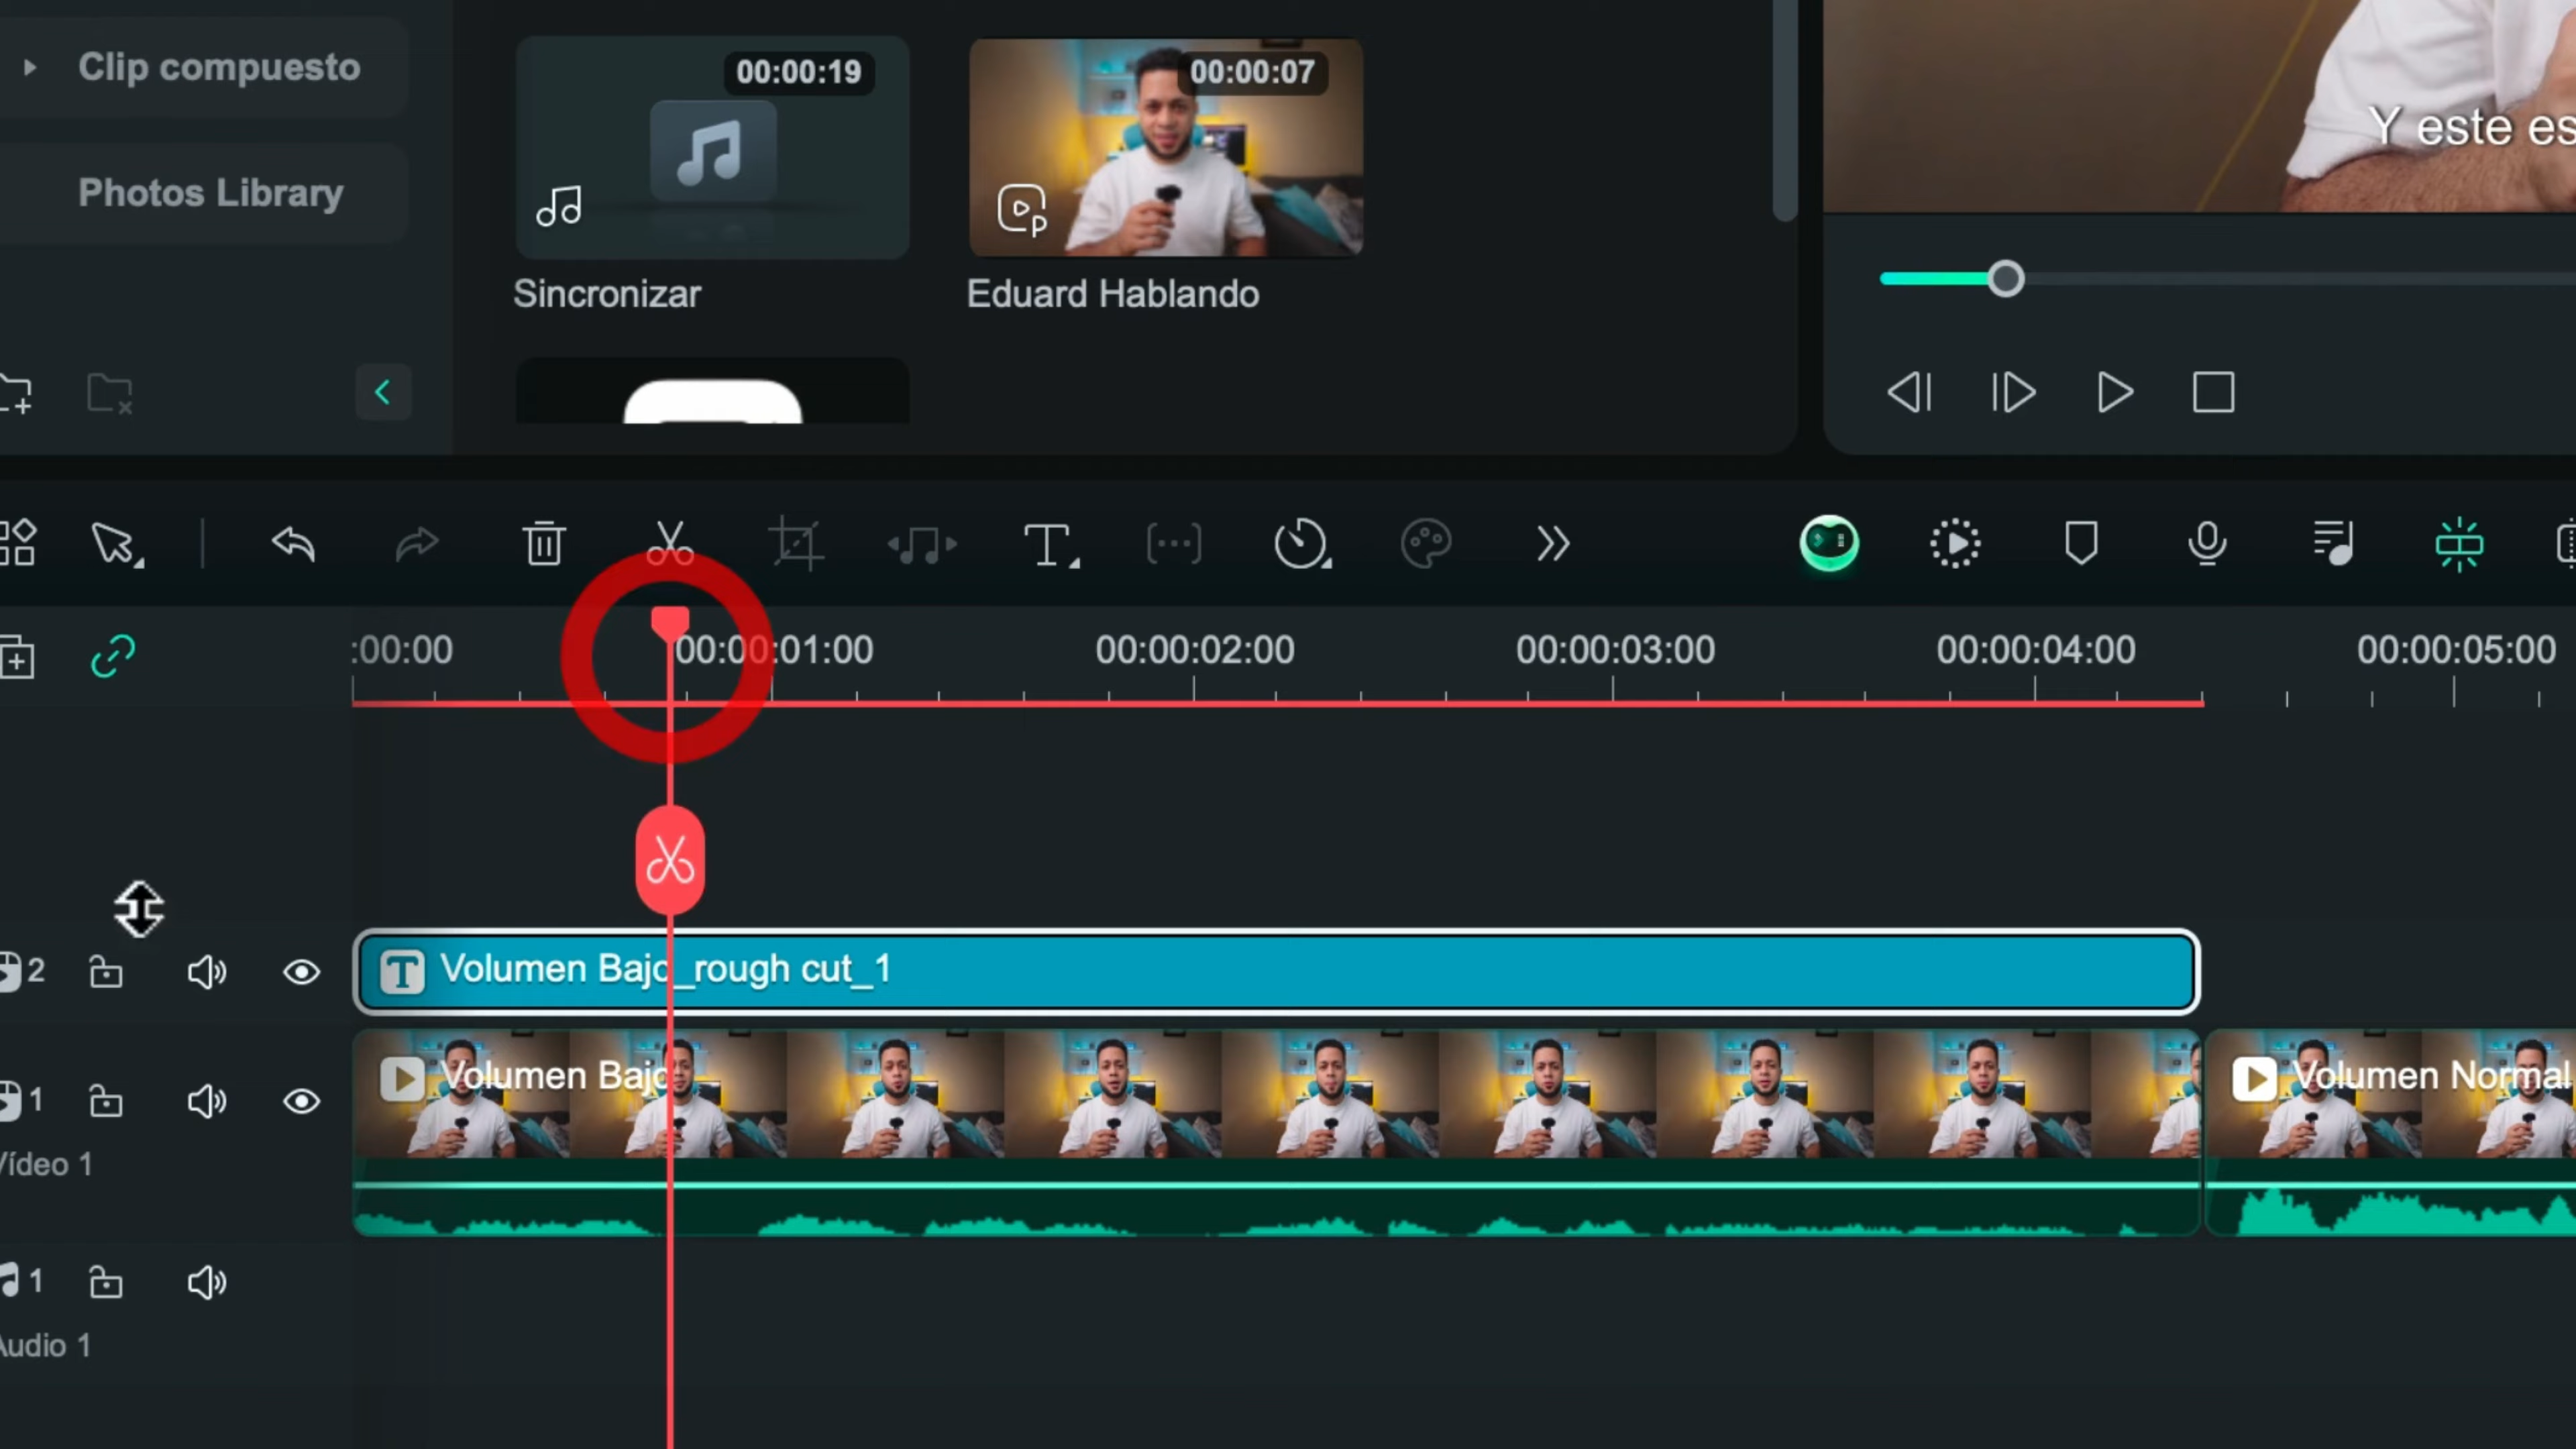 Clip compuesto
Photos Library
00:00:19
Sincronizar
00:00:07
Eduard Hablando
Y este es
:00:00
00:00:01:00
00:00:02:00
00:00:03:00
00:00:04:00
00:00:05:00
2
Volumen Bajo_rough cut_1
1
Vídeo 1
Volumen Bajo
Volumen Normal
1
Audio 1